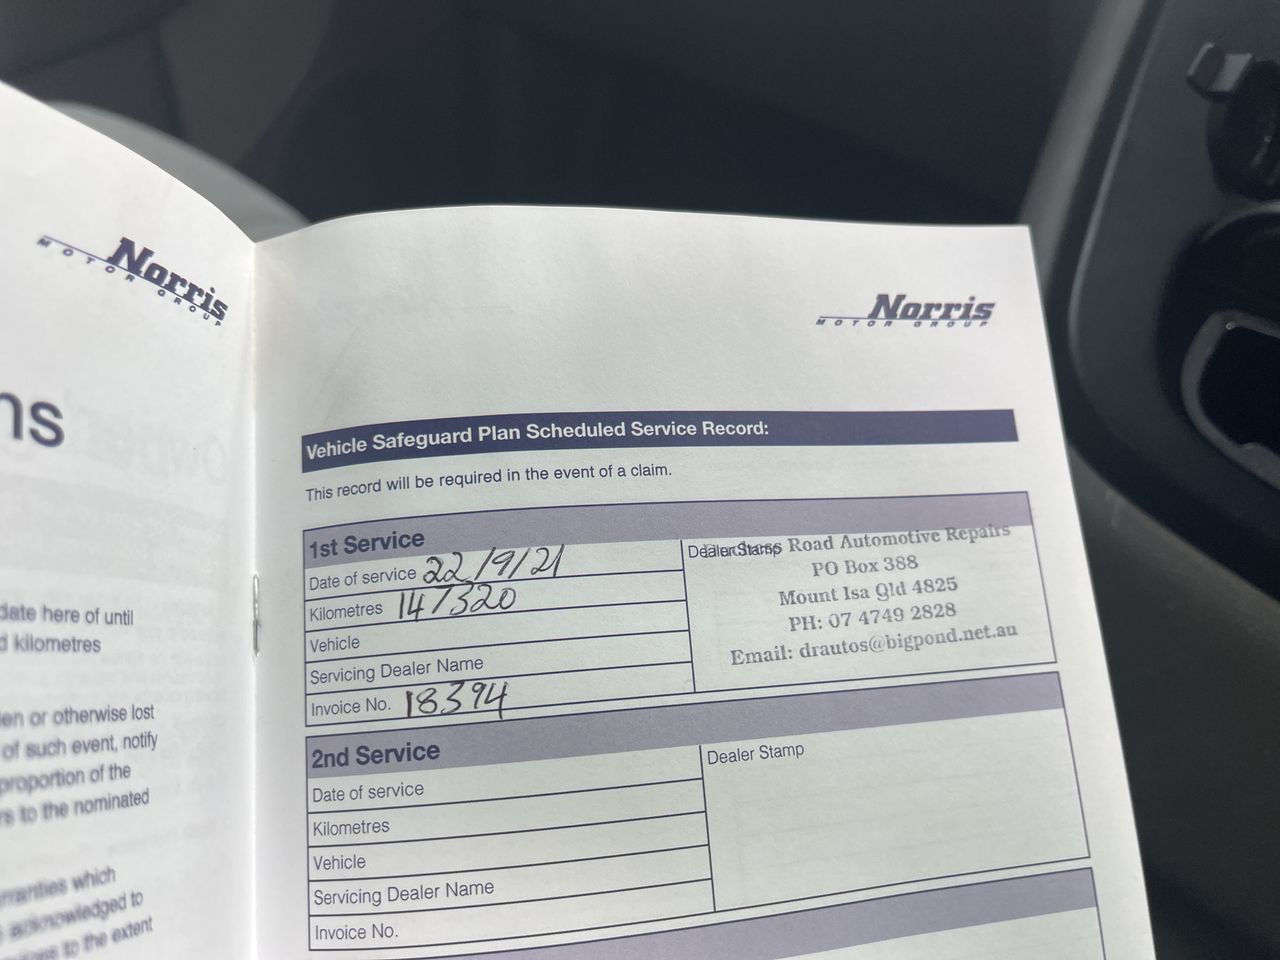 Norris
MOTOR GROUP
ns
date here of until
d kilometres
en or otherwise lost
of such event, notify
proportion of the
rs to the nominated
which
acknowledged to
to the extent
Norris
MOTOR GROUP
Vehicle Safeguard Plan Scheduled Service Record:
This record will be required in the event of a claim.
1st Service
Date of service 22/9/21
Kilometres 147320
Vehicle
Servicing Dealer Name
Invoice No. 18394
Dealer Stamp
Road Automotive Repairs
PO Box 388
Mount Isa Qld 4825
PH: 07 4749 2828
Email: drautos@bigpond.net.au
2nd Service
Date of service
Kilometres
Vehicle
Servicing Dealer Name
Invoice No.
Dealer Stamp